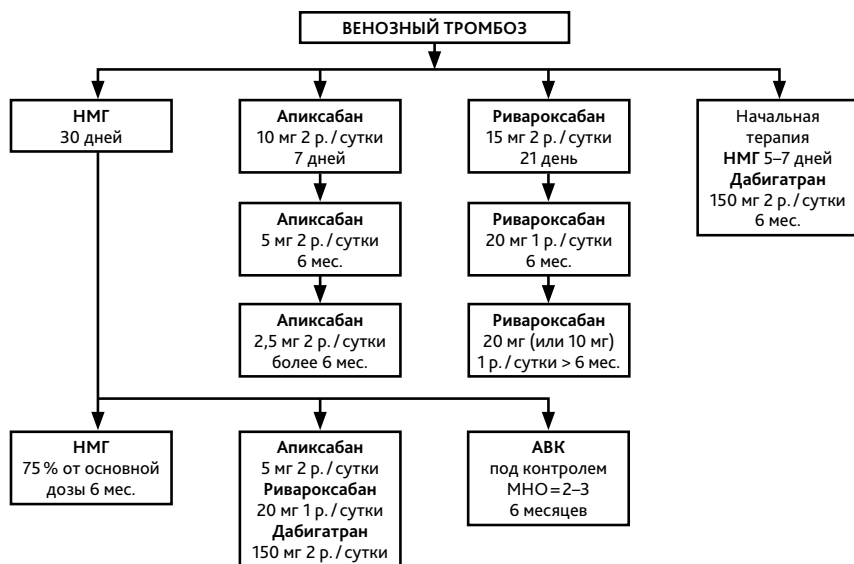 ВЕНОЗНЫЙ ТРОМБОЗ
НМГ
30 дней
Апиксабан
10 мг 2 р. / сутки
7 дней
Ривароксабан
15 мг 2 р. / сутки
21 день
Начальная
терапия
НМГ 5–7 дней
Дабигатран
150 мг 2 р. / сутки
6 мес.
Апиксабан
5 мг 2 р. / сутки
6 мес.
Ривароксабан
20 мг 1 р. / сутки
6 мес.
Апиксабан
2,5 мг 2 р. / сутки
более 6 мес.
Ривароксабан
20 мг (или 10 мг)
1 р. / сутки > 6 мес.
НМГ
75 % от основной
дозы 6 мес.
Апиксабан
5 мг 2 р. / сутки
Ривароксабан
20 мг 1 р. / сутки
Дабигатран
150 мг 2 р. / сутки
АВК
под контролем
МНО = 2–3
6 месяцев